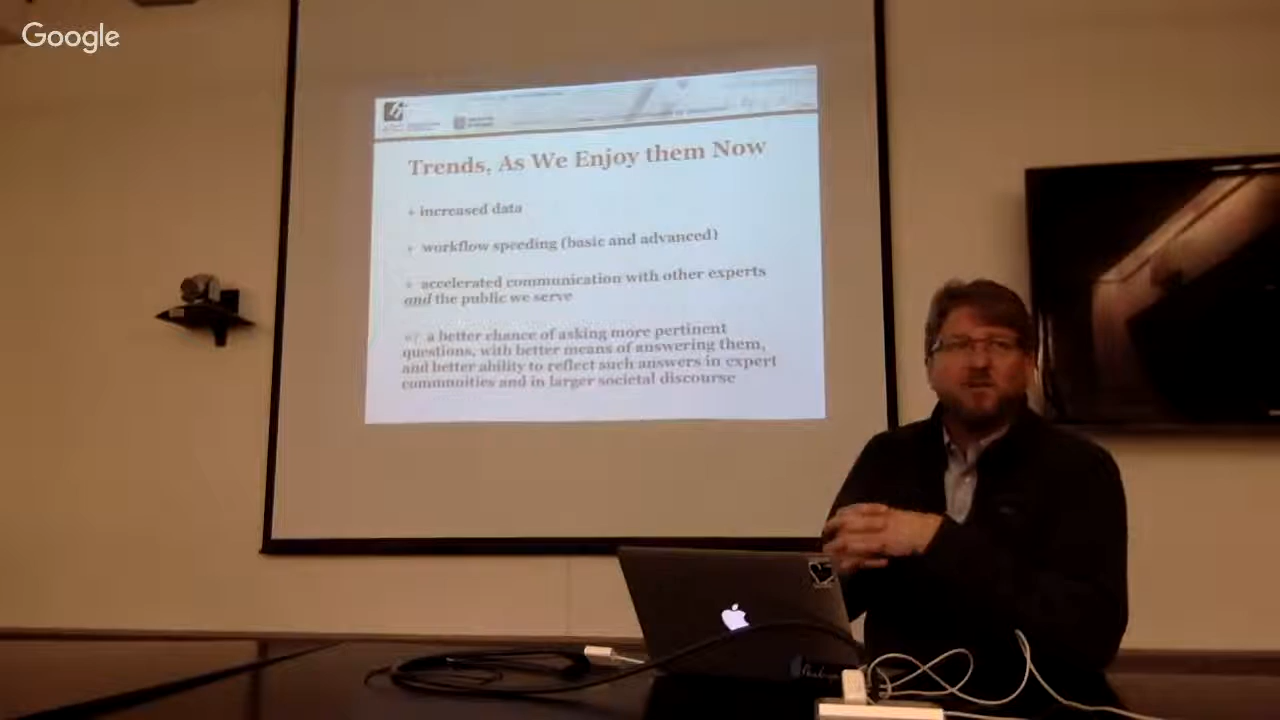 Google
Trends, As We Enjoy them Now
+ increased data
+ workflow speeding (basic and advanced)
+ accelerated communication with other experts
and the public we serve
a better chance of asking more pertinent
questions, with better means of answering them,
and better ability to reflect such answers in expert
communities and in larger societal discourse